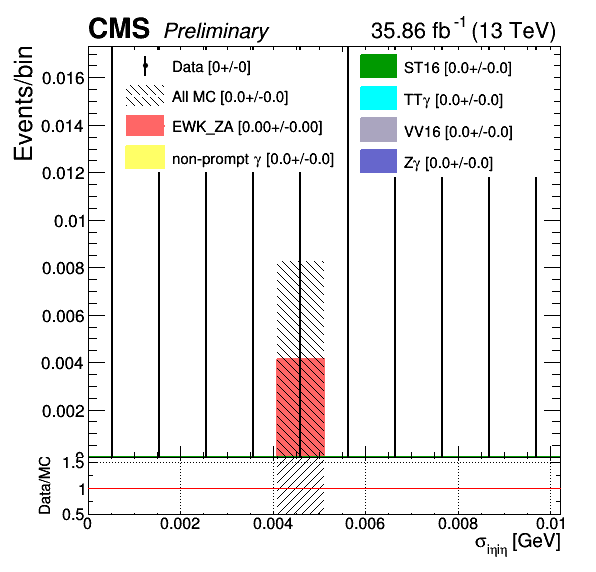 CMS Preliminary 35.86 fb⁻¹ (13 TeV)
Events/bin
0.016
0.014
0.012
0.01
0.008
0.006
0.004
0.002
Data [0+/-0]
All MC [0.0+/-0.0]
EWK_ZA [0.00+/-0.00]
non-prompt γ [0.0+/-0.0]
ST16 [0.0+/-0.0]
TTγ [0.0+/-0.0]
VV16 [0.0+/-0.0]
Zγ [0.0+/-0.0]
Data/MC
1.5
1
0.5
0 0.002 0.004 0.006 0.008 0.01
σiηiη [GeV]